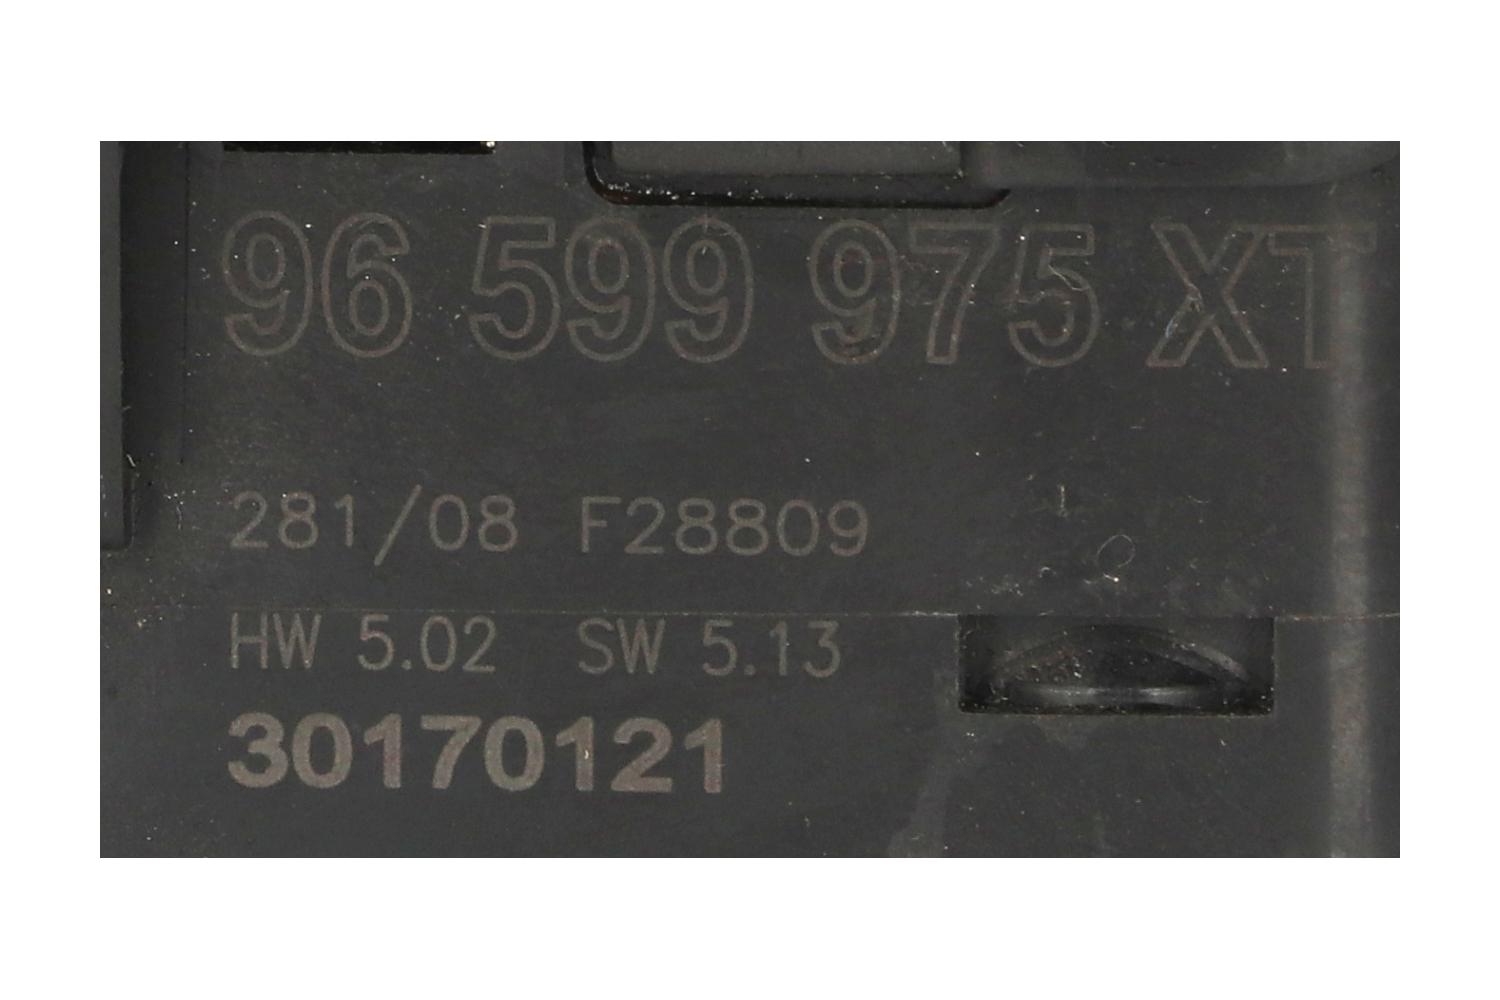 96 599 975 XT
281/08 F28809
HW 5.02 SW 5.13
30170121